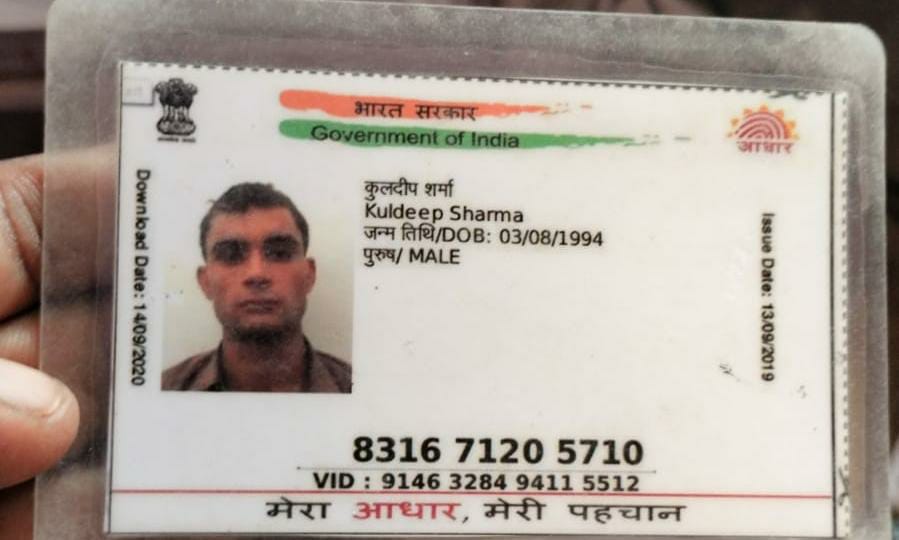 भारत सरकार
Government of India
आधार
Download Date: 14/09/2020
कुलदीप शर्मा
Kuldeep Sharma
जन्म तिथि/DOB: 03/08/1994
पुरुष/ MALE
Issue Date: 13/09/2019
8316 7120 5710
VID : 9146 3284 9411 5512
मेरा आधार, मेरी पहचान